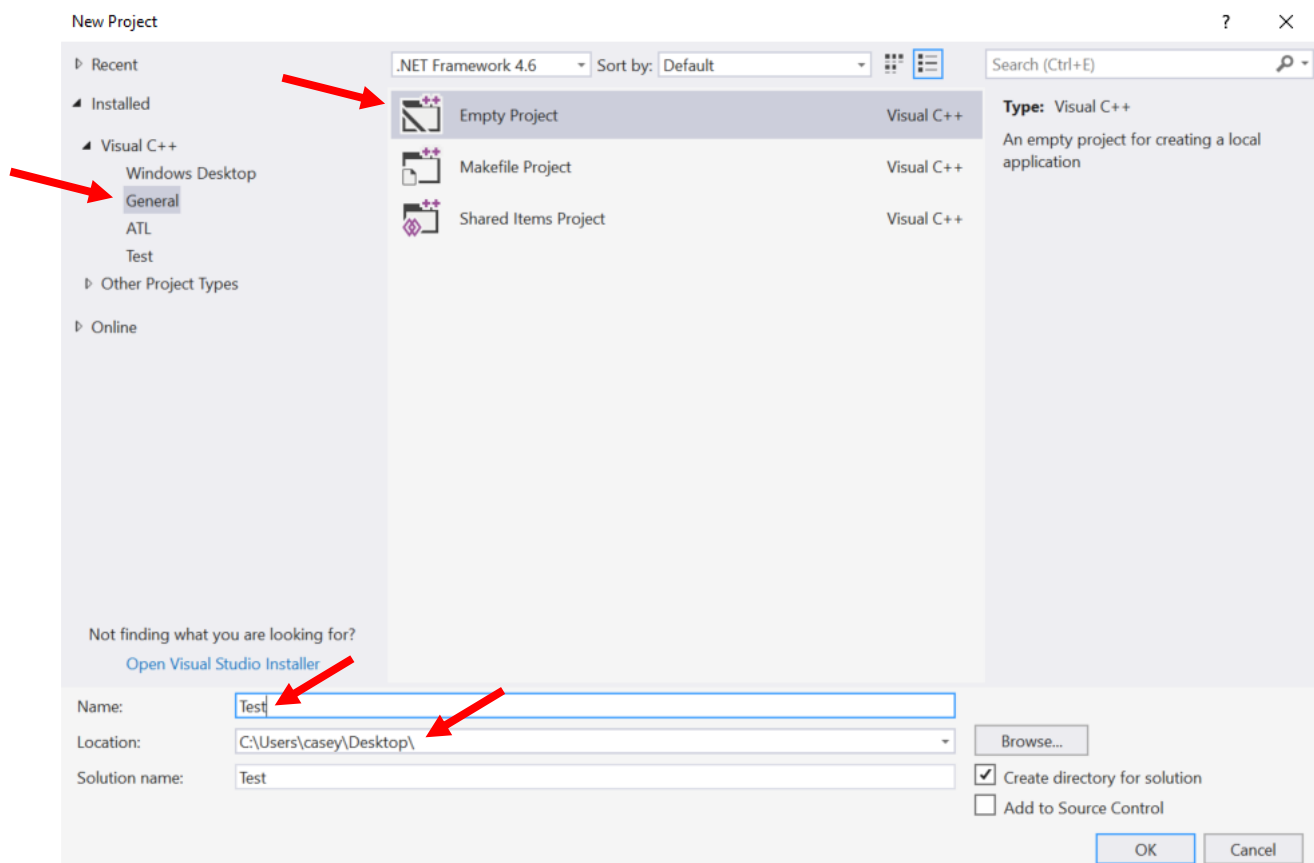 New Project
?
Recent
Installed
Visual C++
Windows Desktop
General
ATL
Test
Other Project Types
Online
Not finding what you are looking for?
Open Visual Studio Installer
.NET Framework 4.6 Sort by: Default
Empty Project Visual C++
Makefile Project Visual C++
Shared Items Project Visual C++
Search (Ctrl+E)
Type: Visual C++
An empty project for creating a local
application
Name: Test
Location: C:\Users\casey\Desktop\ Browse...
Solution name: Test
Create directory for solution
Add to Source Control
OK Cancel